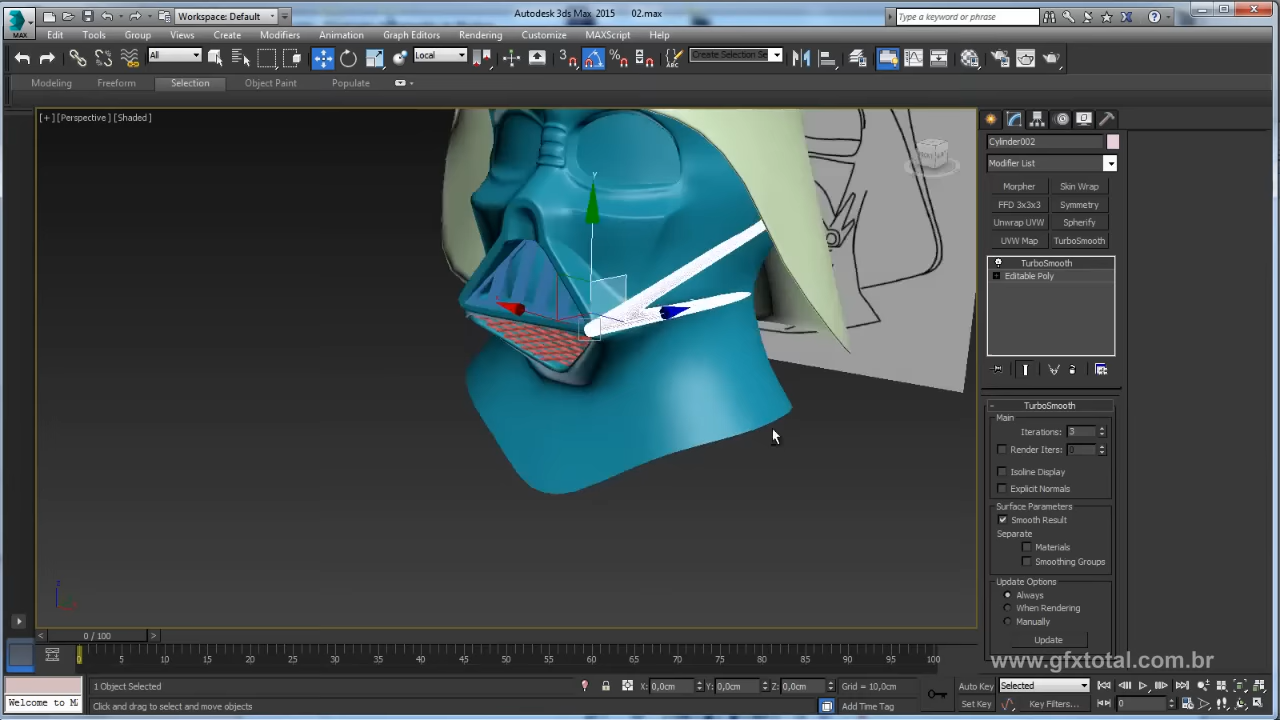 Workspace: Default
Autodesk 3ds Max 2015 02.max
Type a keyword or phrase
Edit Tools Group Views Create Modifiers Animation Graph Editors Rendering Customize MAXScript Help
All Local Create Selection Se
Modeling Freeform Selection Object Paint Populate
[+] [Perspective] [Shaded]
Cylinder002
Modifier List
Morpher Skin Wrap
FFD 3x3x3 Symmetry
Unwrap UVW Spherify
UVW Map TurboSmooth
TurboSmooth
Editable Poly
TurboSmooth
Main
Iterations: 3
Render Iters: 0
Isoline Display
Explicit Normals
Surface Parameters
Smooth Result
Separate
Materials
Smoothing Groups
Update Options
Always
When Rendering
Manually
Update
0 / 100
0 5 10 15 20 25 30 35 40 45 50 55 60 65 70 75 80 85 90 95 100
www.gfxtotal.com.br
1 Object Selected X: 0,0cm Y: 0,0cm Z: 0,0cm Grid = 10,0cm Auto Key Selected
Welcome to M Click and drag to select and move objects Add Time Tag Set Key Key Filters... 0